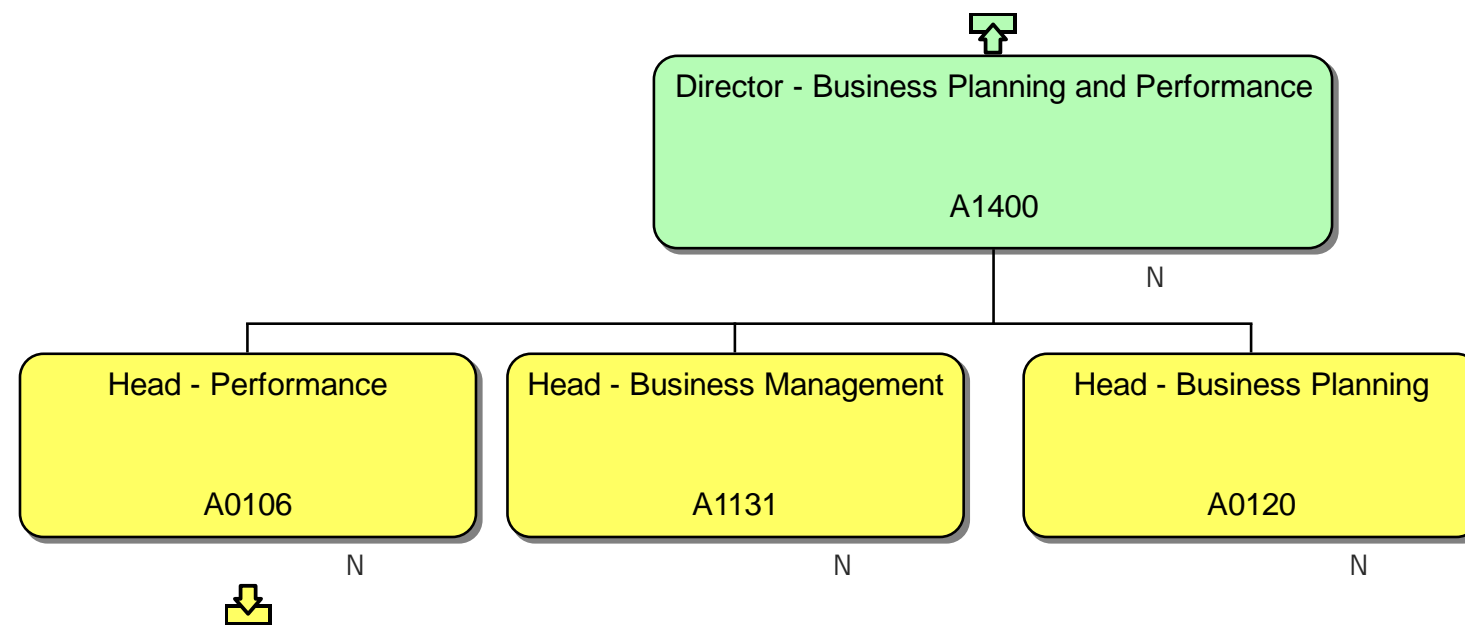 Director - Business Planning and Performance
A1400
N
Head - Performance
Head - Business Management
Head - Business Planning
A0106
A1131
A0120
N
N
N